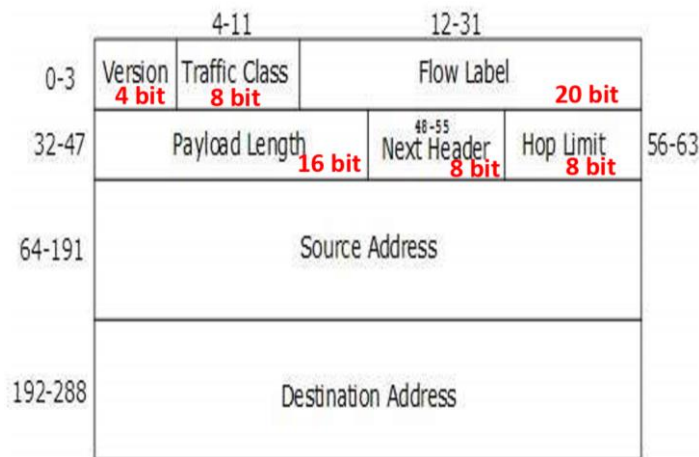 4-11 12-31
0-3 Version Traffic Class Flow Label
4 bit 8 bit 20 bit
48-55
32-47 Payload Length Next Header Hop Limit 56-63
16 bit 8 bit 8 bit
64-191 Source Address
192-288 Destination Address